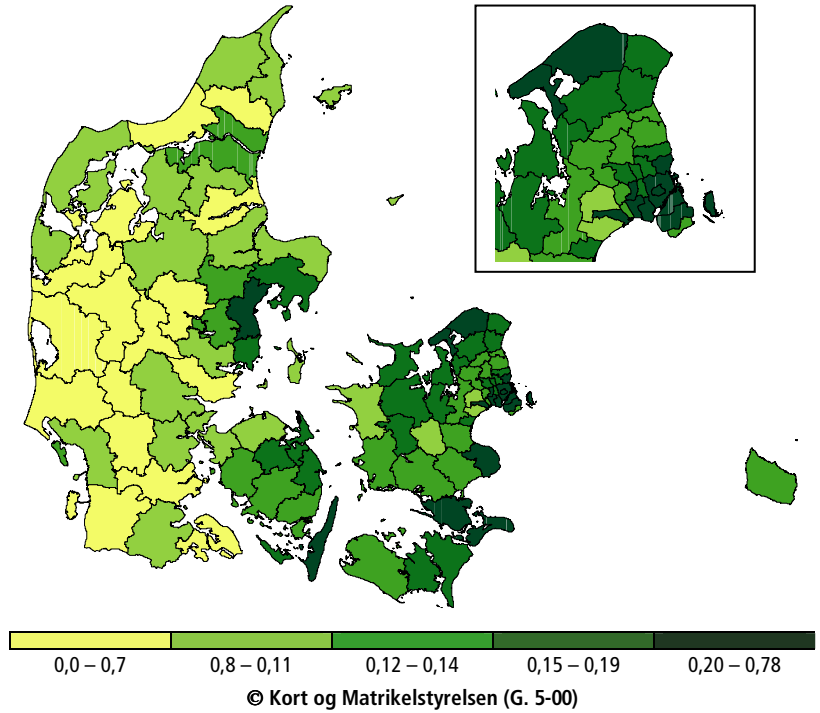 0,0 – 0,7 0,8 – 0,11 0,12 – 0,14 0,15 – 0,19 0,20 – 0,78
© Kort og Matrikelstyrelsen (G. 5-00)